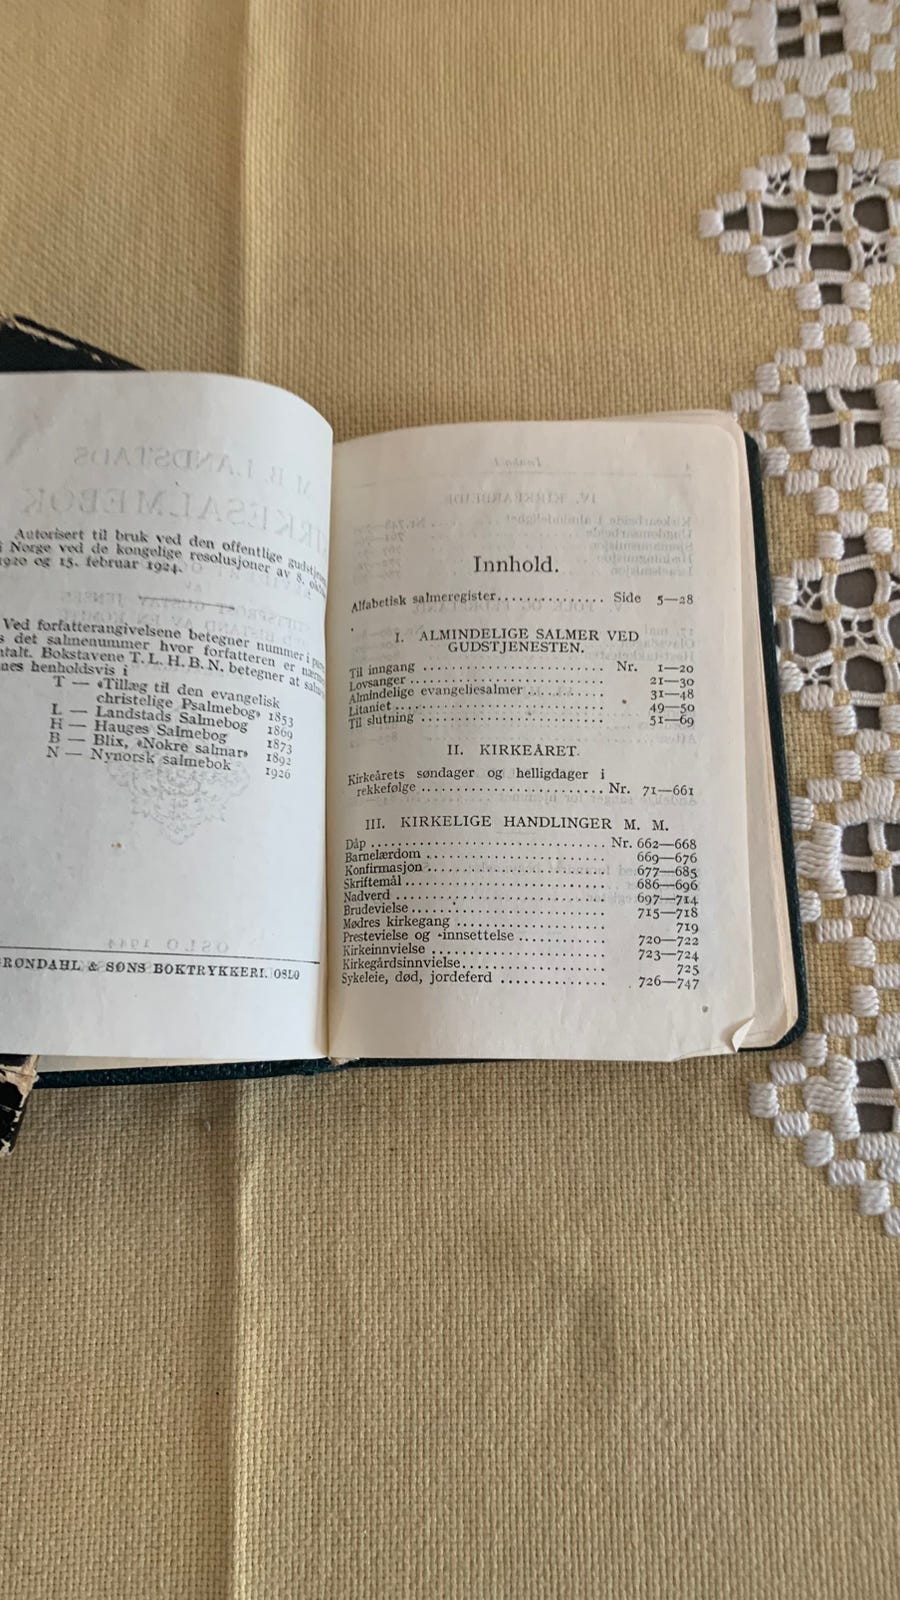 Autorisert til bruk ved den offentlige
i Norge ved de kongelige resolusjoner av 8.
1920 og 15. februar 1924.
Ved forfatterangivelsene betegner nummer i
det salmenummer hvor forfatteren er
Bokstavene T. L. H. B. N. betegner at
henholdsvis i
T — «Tillæg til den evangelisk
christelige Psalmebog» 1853
L — Landstads Salmebog 1869
H — Hauges Salmebog 1873
B — Blix, «Nokre salmar» 1892
N — Nynorsk salmebok 1926
GRØNDAHL & SØNS BOKTRYKKERI, OSLO
Innhold.
Alfabetisk salmeregister............... Side 5—28
I. ALMINDELIGE SALMER VED
GUDSTJENESTEN.
Til inngang ........................ Nr. 1—20
Lovsanger .......................... 21—30
Almindelige evangeliesalmer .......... 31—48
Litaniet............................ 49—50
Til slutning ........................ 51—69
II. KIRKEÅRET.
Kirkeårets søndager og helligdager i
rekkefølge ........................ Nr. 71—661
III. KIRKELIGE HANDLINGER M. M.
Dåp ................................ Nr. 662—668
Barnelærdom ........................ 669—676
Konfirmasjon ........................ 677—685
Skriftemål .......................... 686—696
Nadverd ............................ 697—714
Brudevielse.......................... 715—718
Mødres kirkegang .................... 719
Prestevielse og -innsettelse ............ 720—722
Kirkeinnvielse ...................... 723—724
Kirkegårdsinnvielse.................. 725
Sykeleie, død, jordeferd .............. 726—747